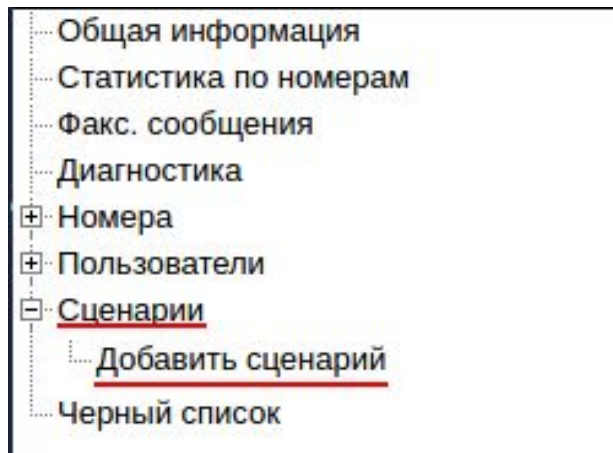 Общая информация
Статистика по номерам
Факс. сообщения
Диагностика
Номера
Пользователи
Сценарии
Добавить сценарий
Черный список